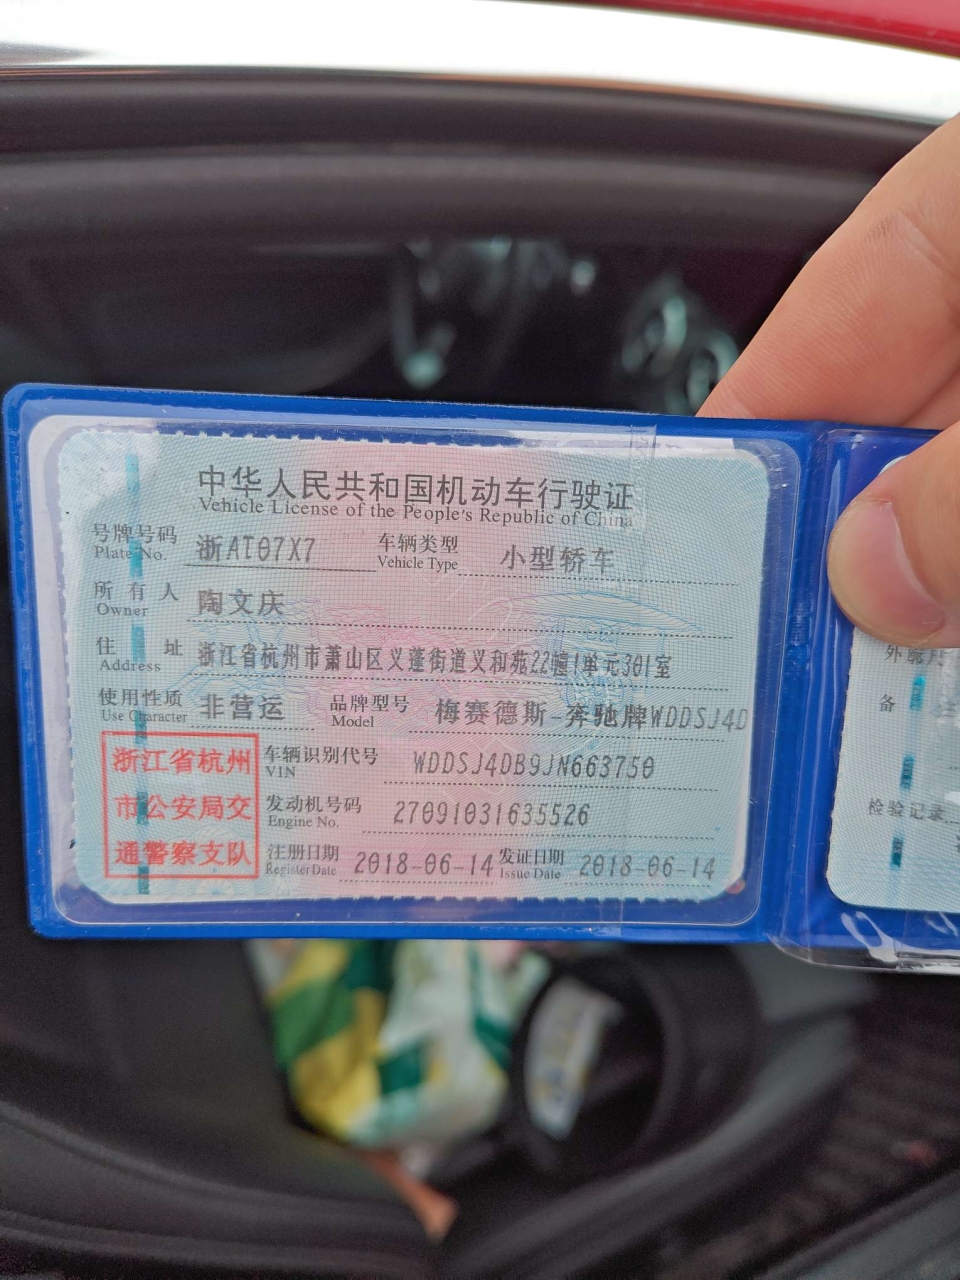 中华人民共和国机动车行驶证
Vehicle License of the People's Republic of China
号牌号码 浙AT07X7 车辆类型 小型轿车
Plate No. Vehicle Type
所有人 陶文庆
Owner
住址 浙江省杭州市萧山区义蓬街道义和苑22幢1单元301室
Address
使用性质 非营运 品牌型号 梅赛德斯-奔驰牌WDDSJ4D
Use Character Model
浙江省杭州
市公安局交
通警察支队
车辆识别代号 WDDSJ4DB9JN663750
VIN
发动机号码 27091031635526
Engine No.
注册日期 2018-06-14 发证日期 2018-06-14
Register Date Issue Date
外廓
备
检验记录